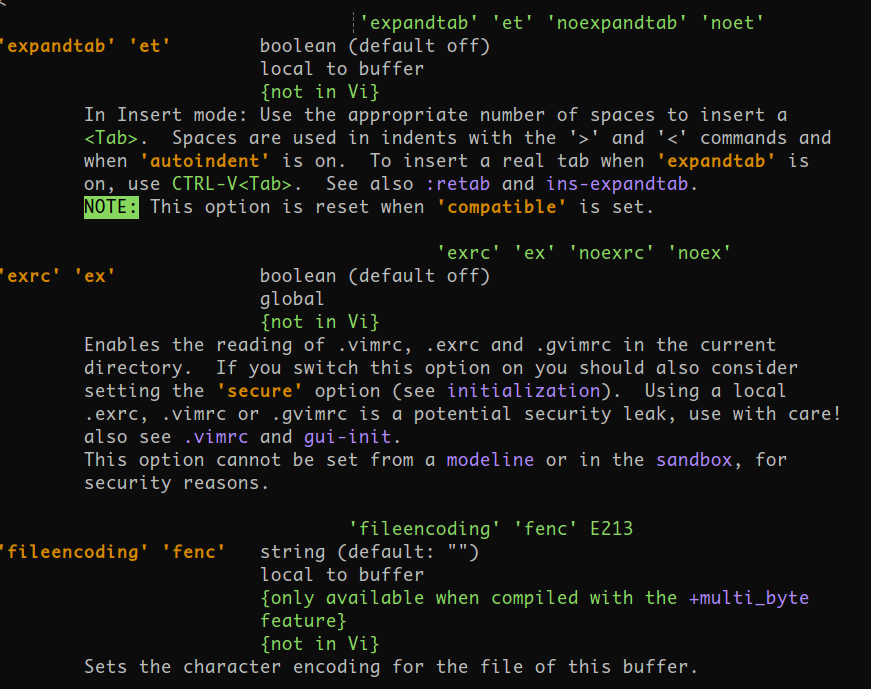 <
'expandtab' 'et' 'noexpandtab' 'noet'
'expandtab' 'et' boolean (default off)
local to buffer
{not in Vi}
In Insert mode: Use the appropriate number of spaces to insert a
<Tab>. Spaces are used in indents with the '>' and '<' commands and
when 'autoindent' is on. To insert a real tab when 'expandtab' is
on, use CTRL-V<Tab>. See also :retab and ins-expandtab.
NOTE: This option is reset when 'compatible' is set.
'exrc' 'ex' 'noexrc' 'noex'
'exrc' 'ex' boolean (default off)
global
{not in Vi}
Enables the reading of .vimrc, .exrc and .gvimrc in the current
directory. If you switch this option on you should also consider
setting the 'secure' option (see initialization). Using a local
.exrc, .vimrc or .gvimrc is a potential security leak, use with care!
also see .vimrc and gui-init.
This option cannot be set from a modeline or in the sandbox, for
security reasons.
'fileencoding' 'fenc' E213
'fileencoding' 'fenc' string (default: "")
local to buffer
{only available when compiled with the +multi_byte
feature}
{not in Vi}
Sets the character encoding for the file of this buffer.